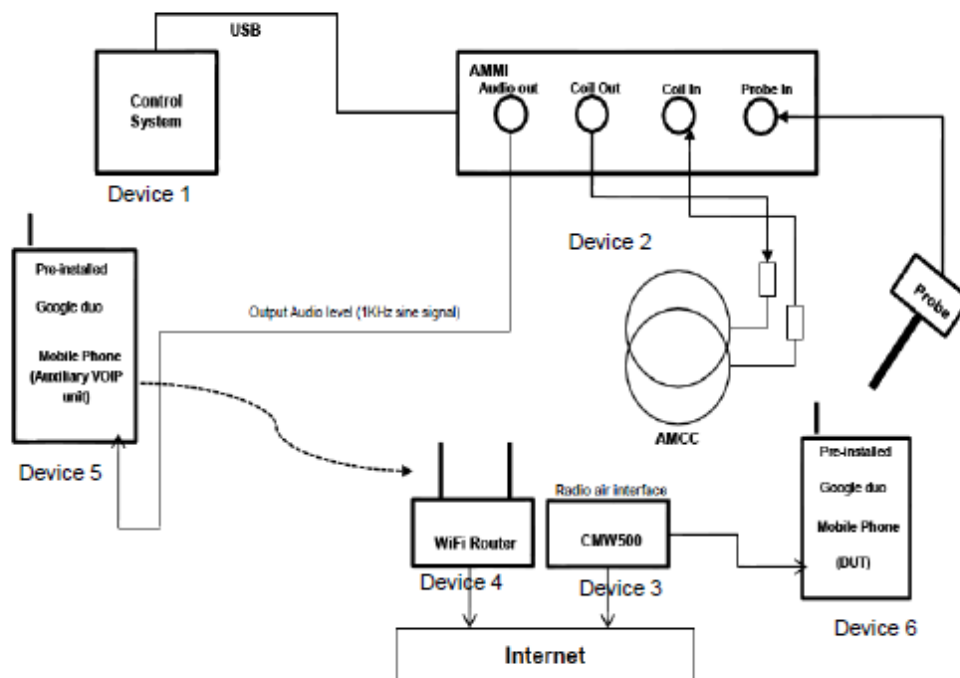 USB
AMMI
Audio out
Coil Out
Coil In
Probe In
Control
System
Device 1
Device 2
Pre-installed
Google duo
Mobile Phone
(Auxiliary VOIP
unit)
Device 5
Output Audio level (1KHz sine signal)
Probe
AMCC
Radio air interface
WiFi Router
CMW500
Device 4
Device 3
Pre-installed
Google duo
Mobile Phone
(DUT)
Device 6
Internet